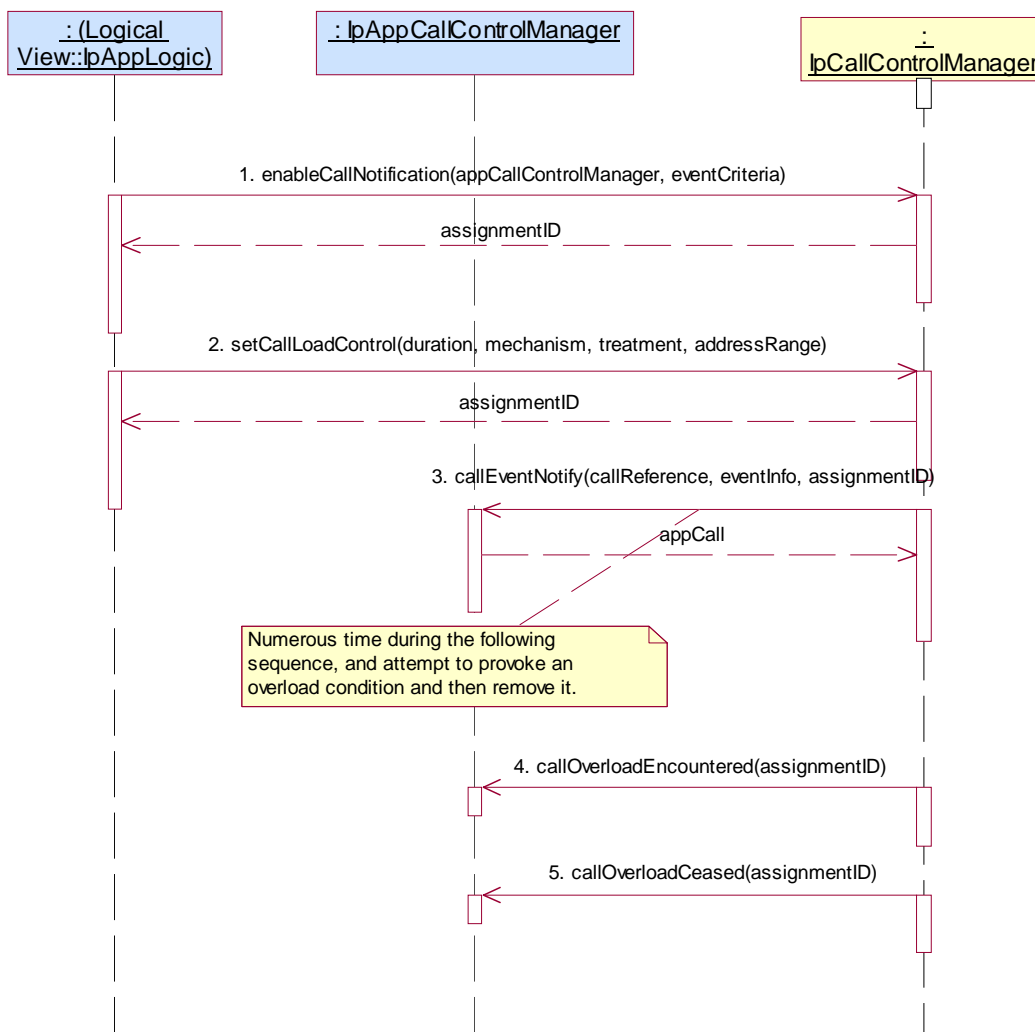 : (Logical
View::IpAppLogic)
: IpAppCallControlManager
:
IpCallControlManager
1. enableCallNotification(appCallControlManager, eventCriteria)
assignmentID
2. setCallLoadControl(duration, mechanism, treatment, addressRange)
assignmentID
3. callEventNotify(callReference, eventInfo, assignmentID)
appCall
Numerous time during the following
sequence, and attempt to provoke an
overload condition and then remove it.
4. callOverloadEncountered(assignmentID)
5. callOverloadCeased(assignmentID)